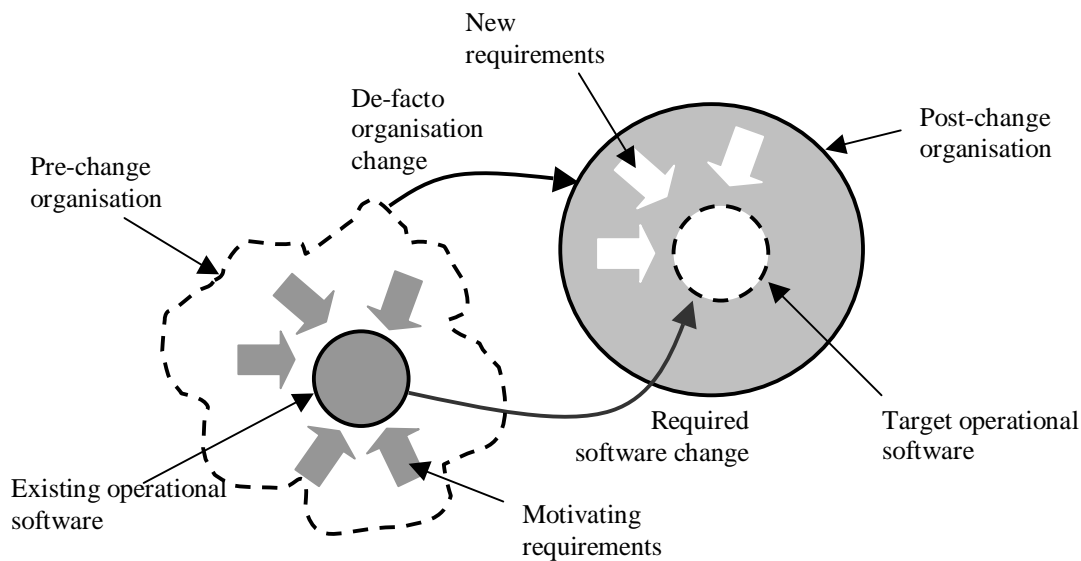 New
requirements
De-facto
organisation
change
Post-change
organisation
Pre-change
organisation
Required
software change
Target operational
software
Existing operational
software
Motivating
requirements